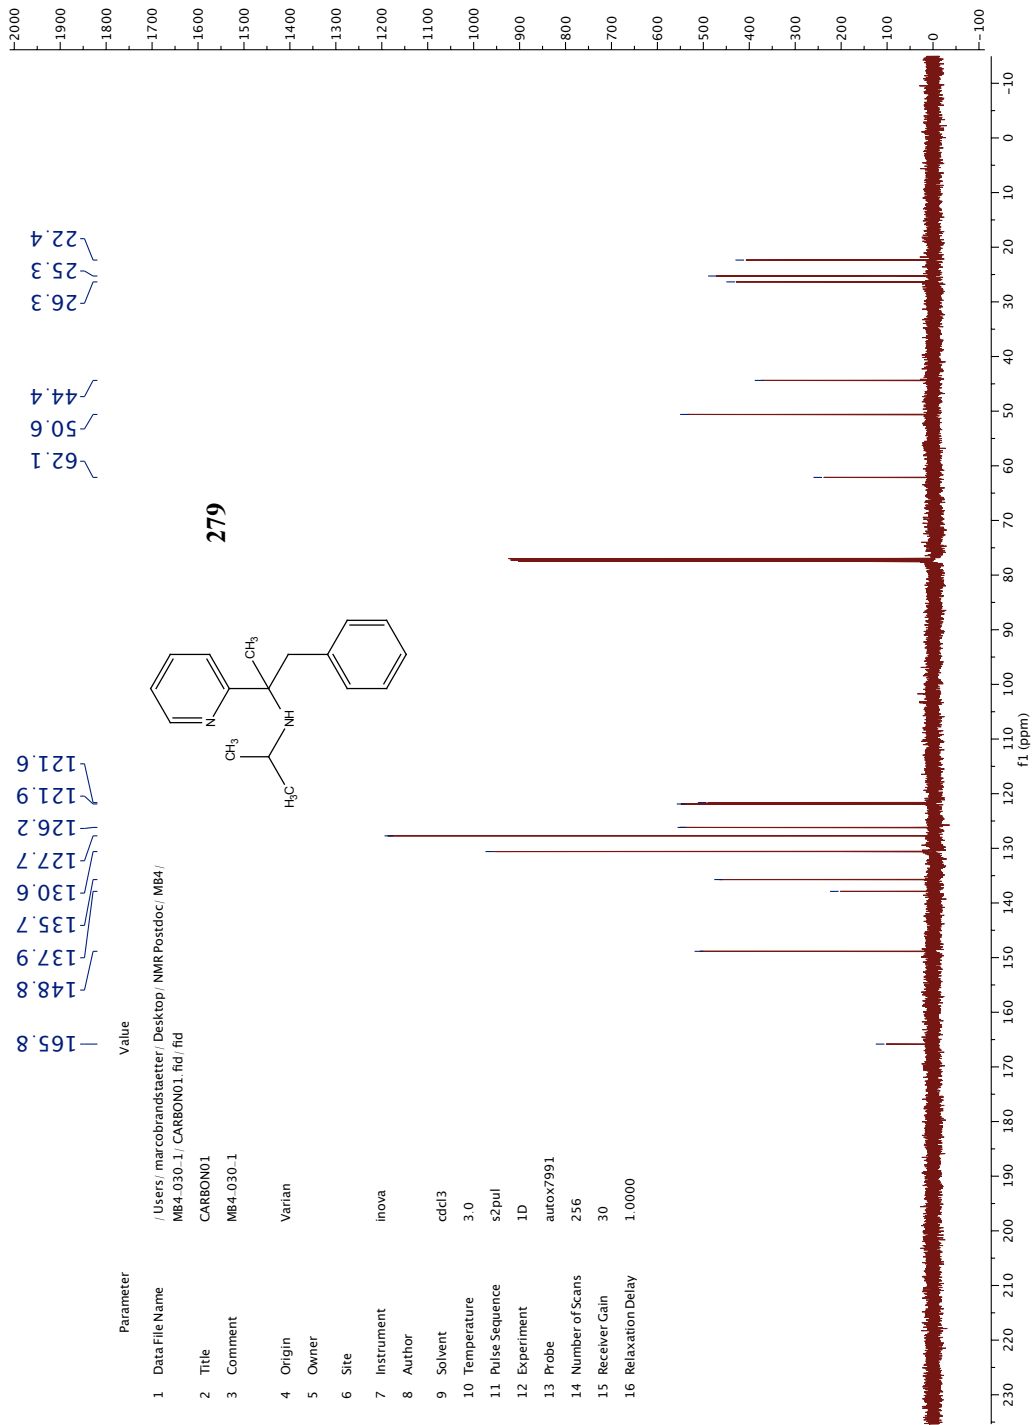 Parameter Value
1 Data File Name / Users/ marcobrandstaetter/ Desktop/ NMR Postdoc/ MB4/
MB4-030-1/ CARBON01.fid/ fid
2 Title CARBON01
3 Comment MB4-030-1
4 Origin Varian
5 Owner
6 Site
7 Instrument inova
8 Author
9 Solvent cdcl3
10 Temperature 3.0
11 Pulse Sequence s2pul
12 Experiment 1D
13 Probe autox7991
14 Number of Scans 256
15 Receiver Gain 30
16 Relaxation Delay 1.0000
165.8
148.8
137.9
135.7
130.6
127.7
126.2
121.9
121.6
62.1
50.6
44.4
26.3
25.3
22.4
279
N
CH3
NH
CH3
H3C
2000
1900
1800
1700
1600
1500
1400
1300
1200
1100
1000
900
800
700
600
500
400
300
200
100
0
-100
230 220 210 200 190 180 170 160 150 140 130 120 110 100 90 80 70 60 50 40 30 20 10 0 -10
f1 (ppm)